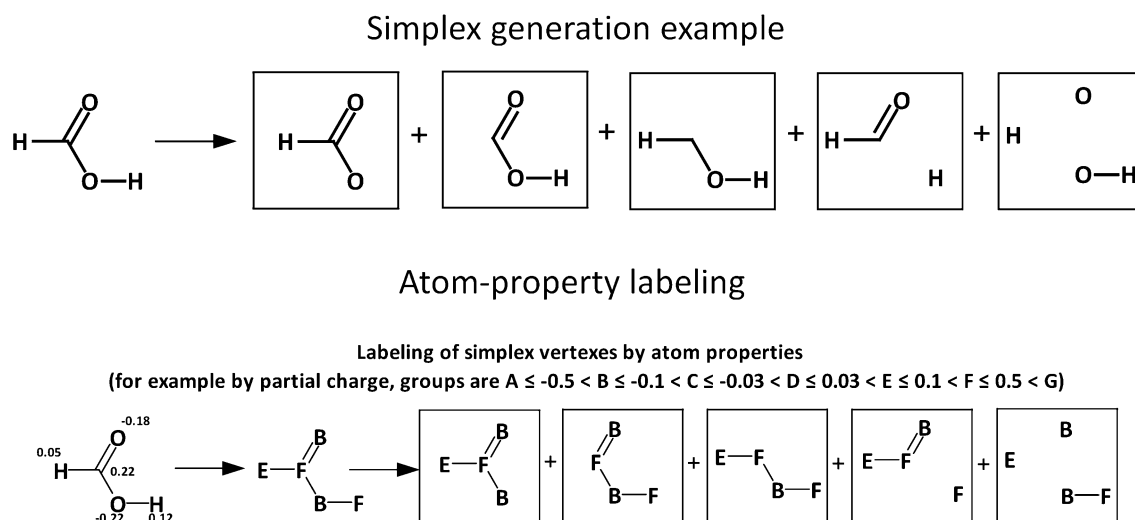 Simplex generation example
H O O—H → H O O + O O—H + H O—H + H O H + O H O—H
Atom-property labeling
Labeling of simplex vertexes by atom properties
(for example by partial charge, groups are A ≤ -0.5 < B ≤ -0.1 < C ≤ -0.03 < D ≤ 0.03 < E ≤ 0.1 < F ≤ 0.5 < G)
O -0.18
0.05
H 0.22
O—H
-0.22 0.12
B
E F
B F
B
E F
B
+
B
F
B F
+
E F
B F
+
B
E F
F
+
B
E
B F